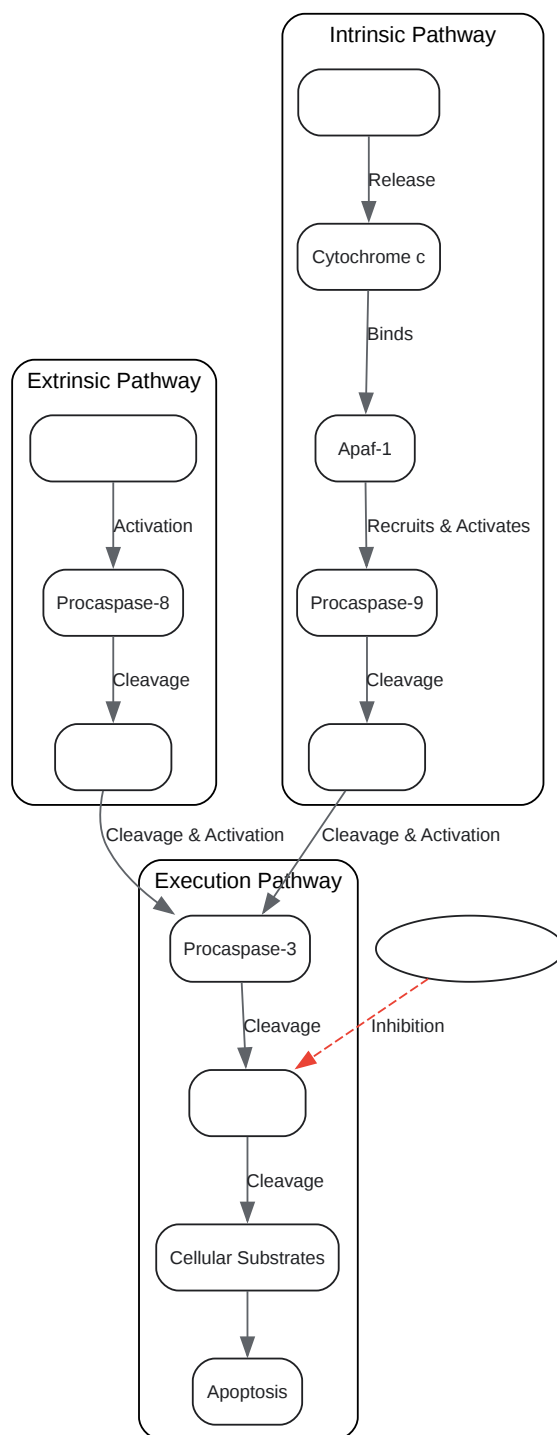 Intrinsic Pathway
Release
Cytochrome c
Binds
Extrinsic Pathway
Apaf-1
Activation
Recruits & Activates
Procaspase-8
Procaspase-9
Cleavage
Cleavage
Cleavage & Activation
Cleavage & Activation
Execution Pathway
Procaspase-3
Cleavage
Inhibition
Cleavage
Cellular Substrates
Apoptosis